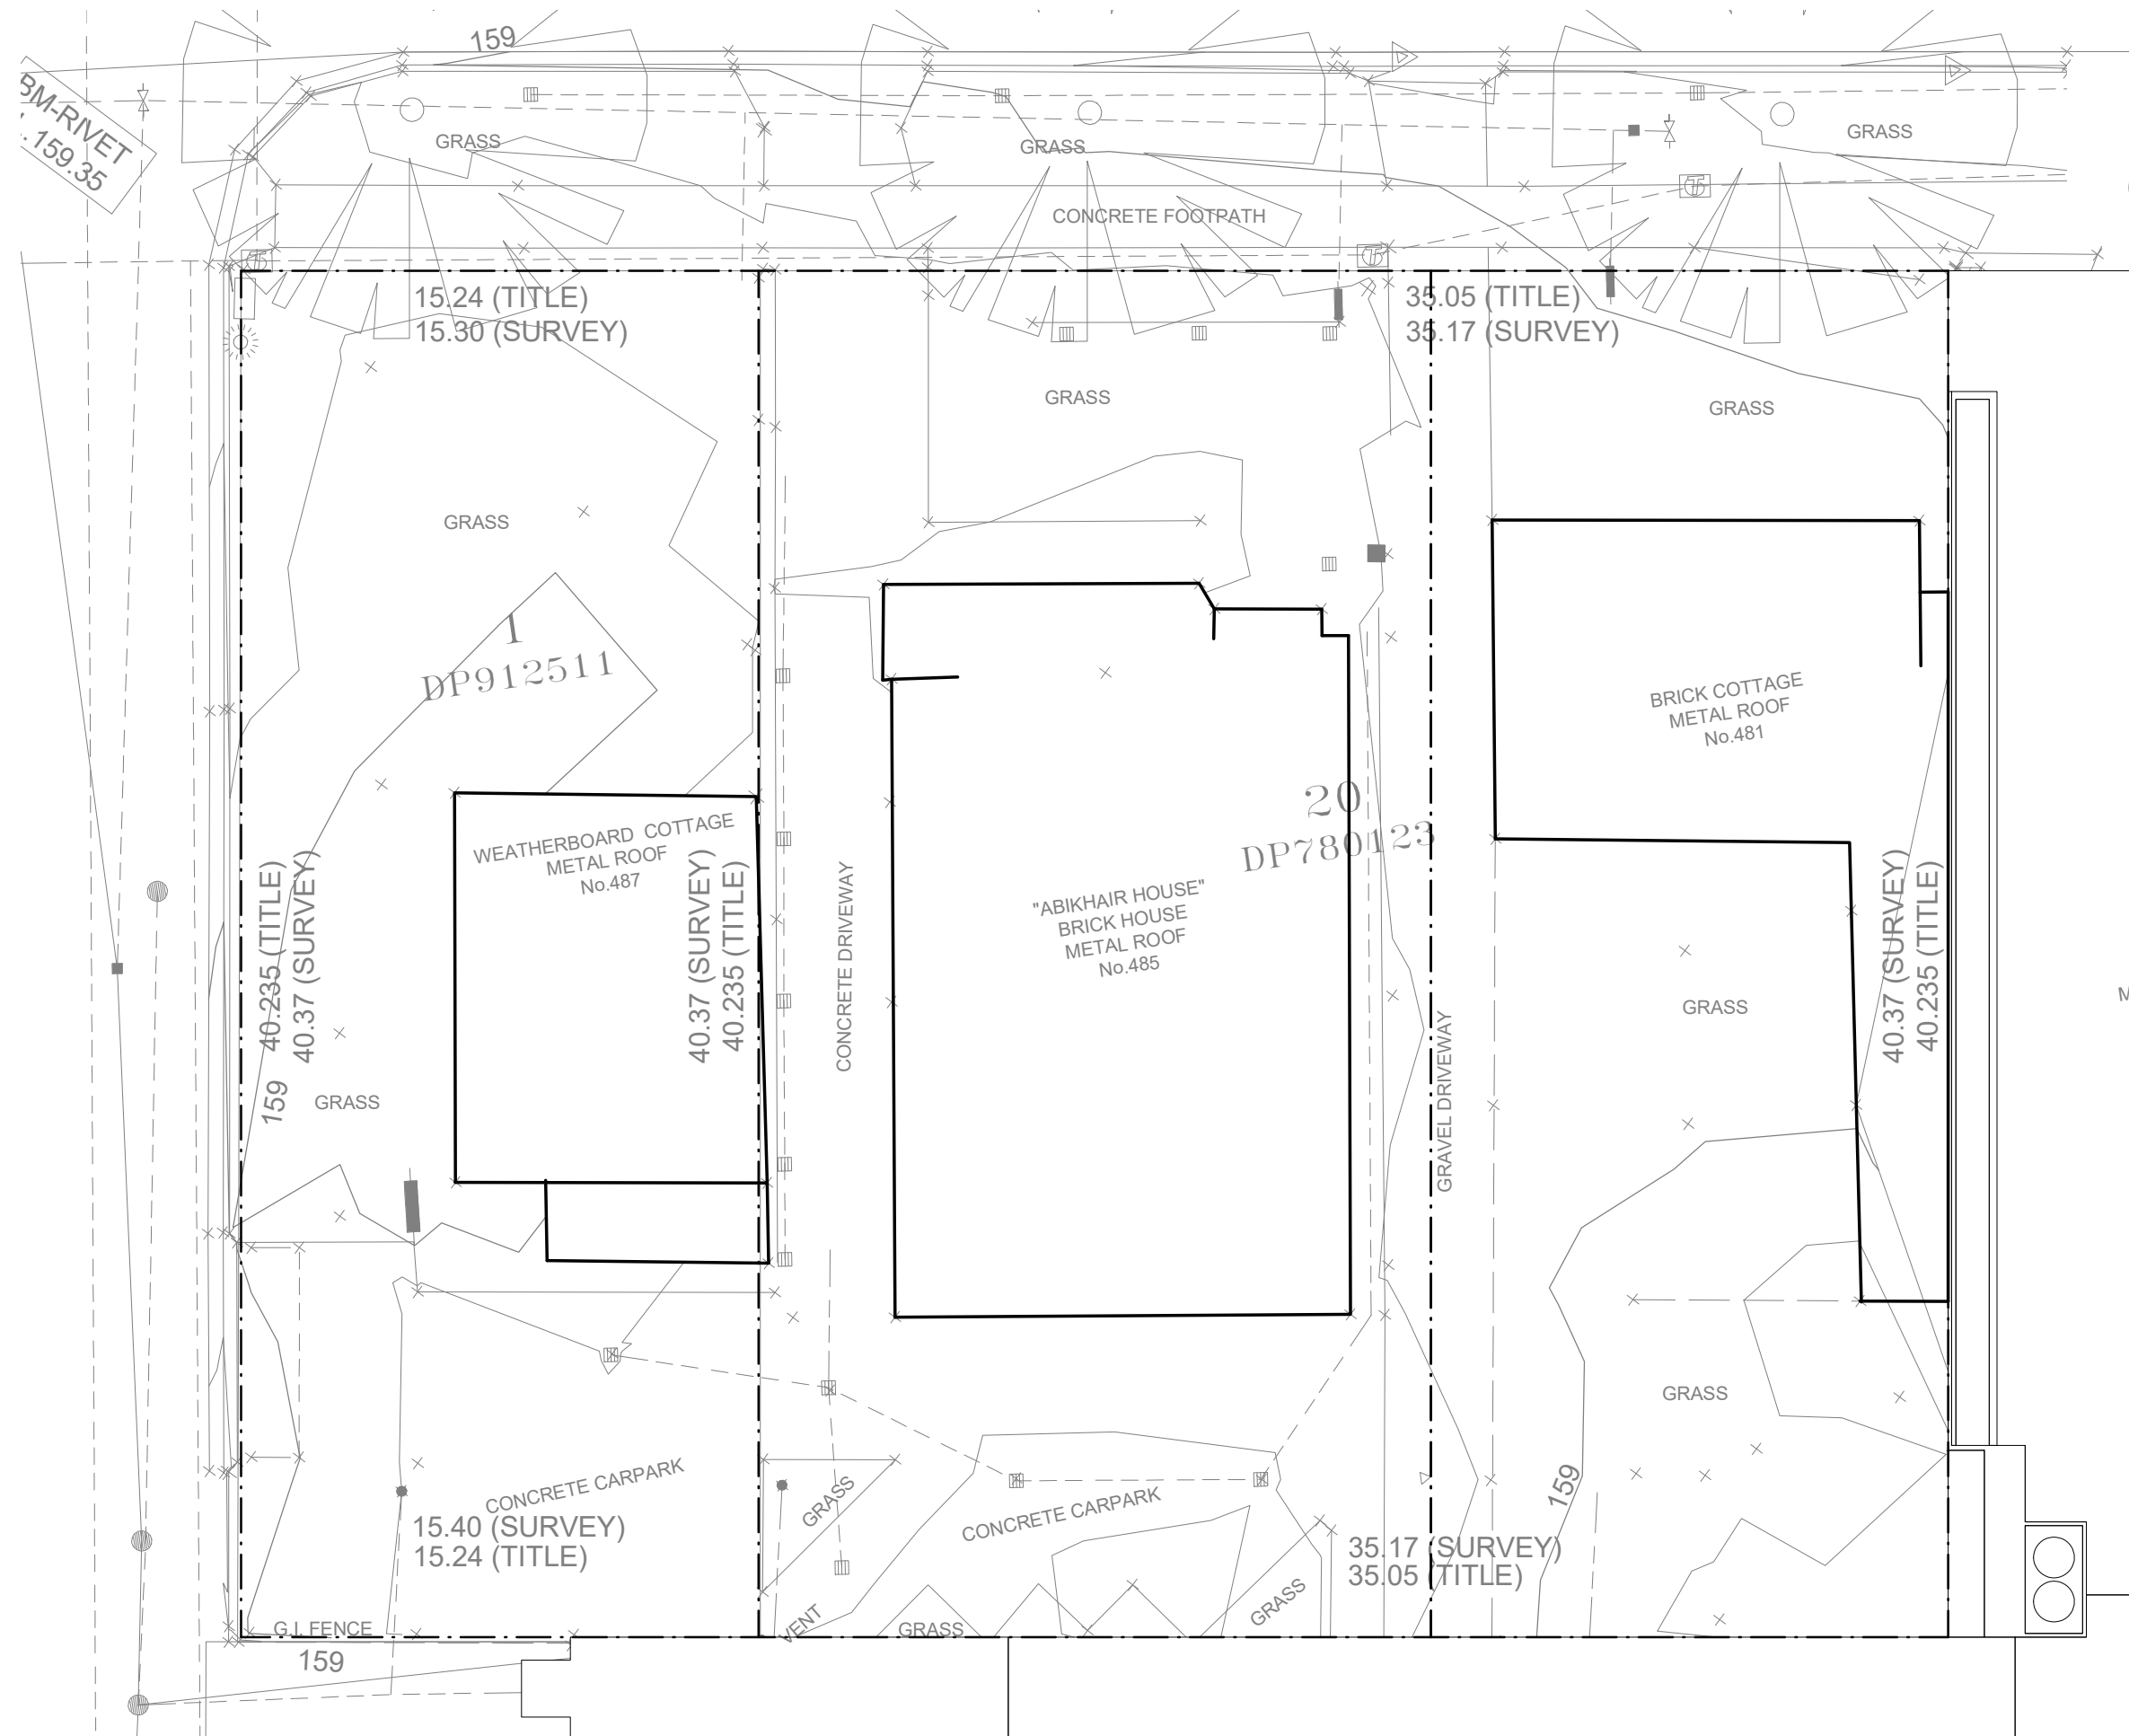 159
BM-RIVET
159.35
GRASS
GRASS
GRASS
CONCRETE FOOTPATH
15.24 (TITLE)
15.30 (SURVEY)
35.05 (TITLE)
35.17 (SURVEY)
GRASS
GRASS
GRASS
1
DP912511
BRICK COTTAGE
METAL ROOF
No.481
20
DP780123
WEATHERBOARD COTTAGE
METAL ROOF
No.487
"ABIKHAIR HOUSE"
BRICK HOUSE
METAL ROOF
No.485
40.235 (TITLE)
40.37 (SURVEY)
40.37 (SURVEY)
40.235 (TITLE)
CONCRETE DRIVEWAY
40.37 (SURVEY)
40.235 (TITLE)
GRASS
159
GRASS
GRAVEL DRIVEWAY
GRASS
CONCRETE CARPARK
15.40 (SURVEY)
15.24 (TITLE)
GRASS
CONCRETE CARPARK
159
35.17 (SURVEY)
35.05 (TITLE)
G.I. FENCE
VENT
GRASS
GRASS
159